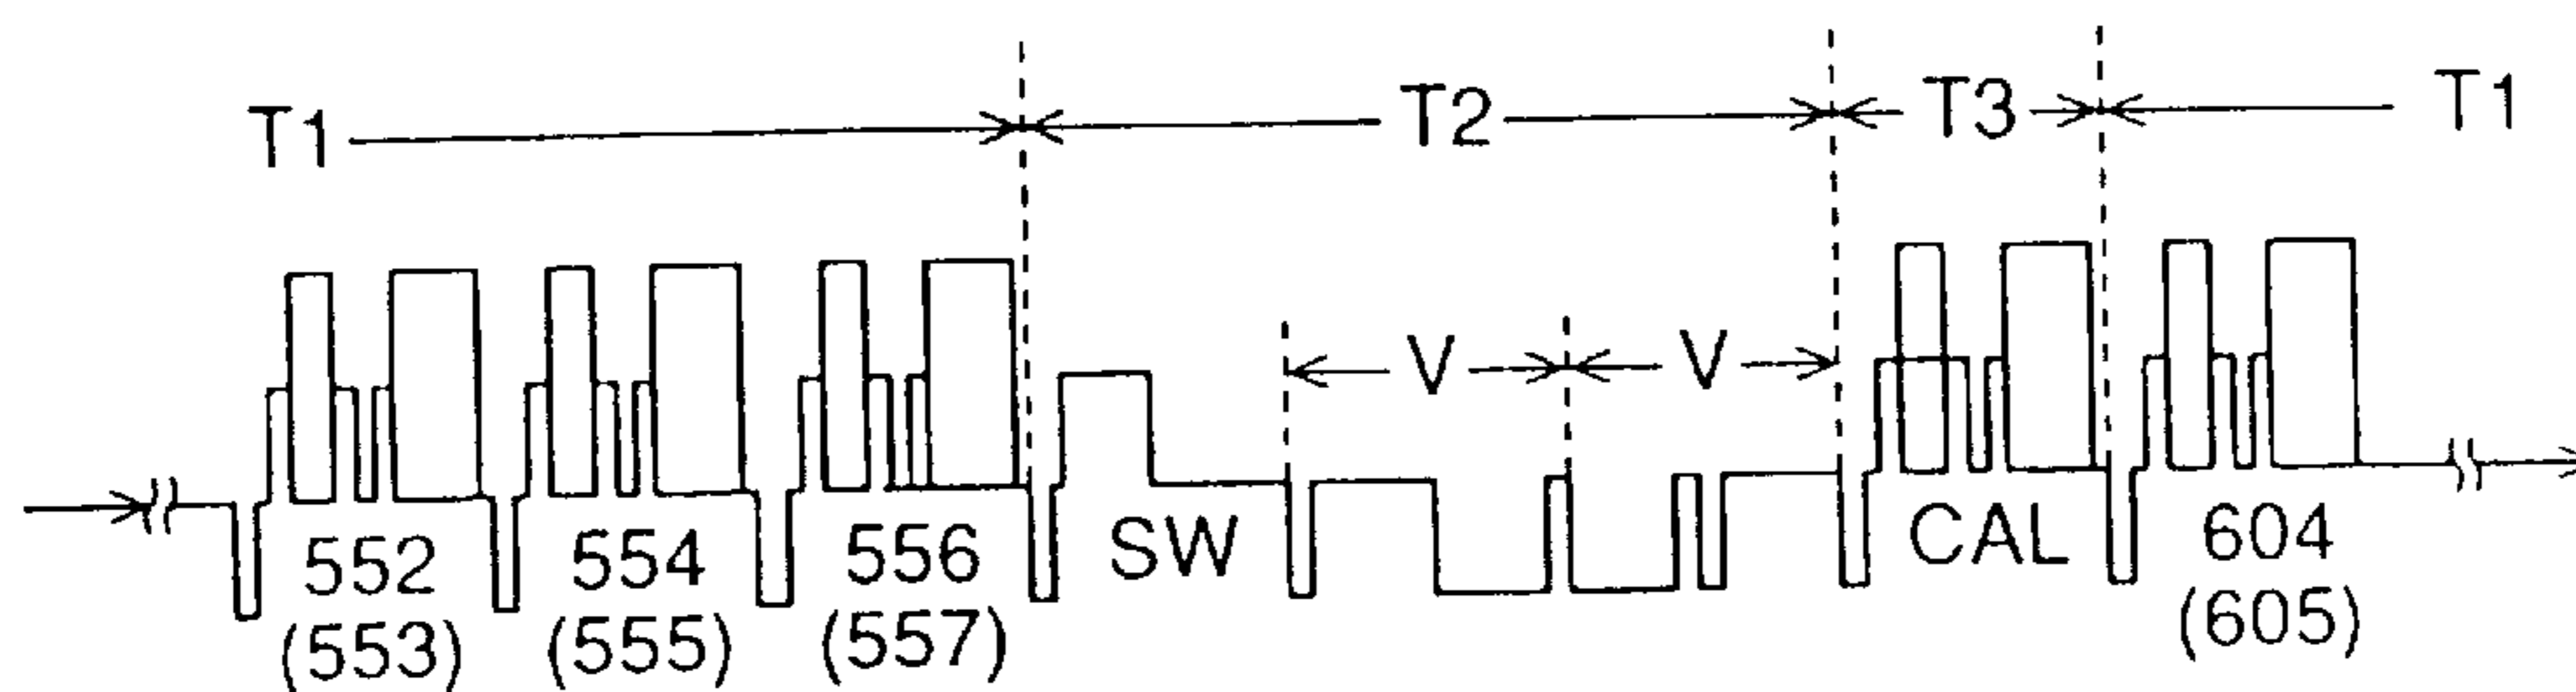 T1 T2 T3 T1
V V
552 554 556 SW CAL 604
(553) (555) (557) (605)